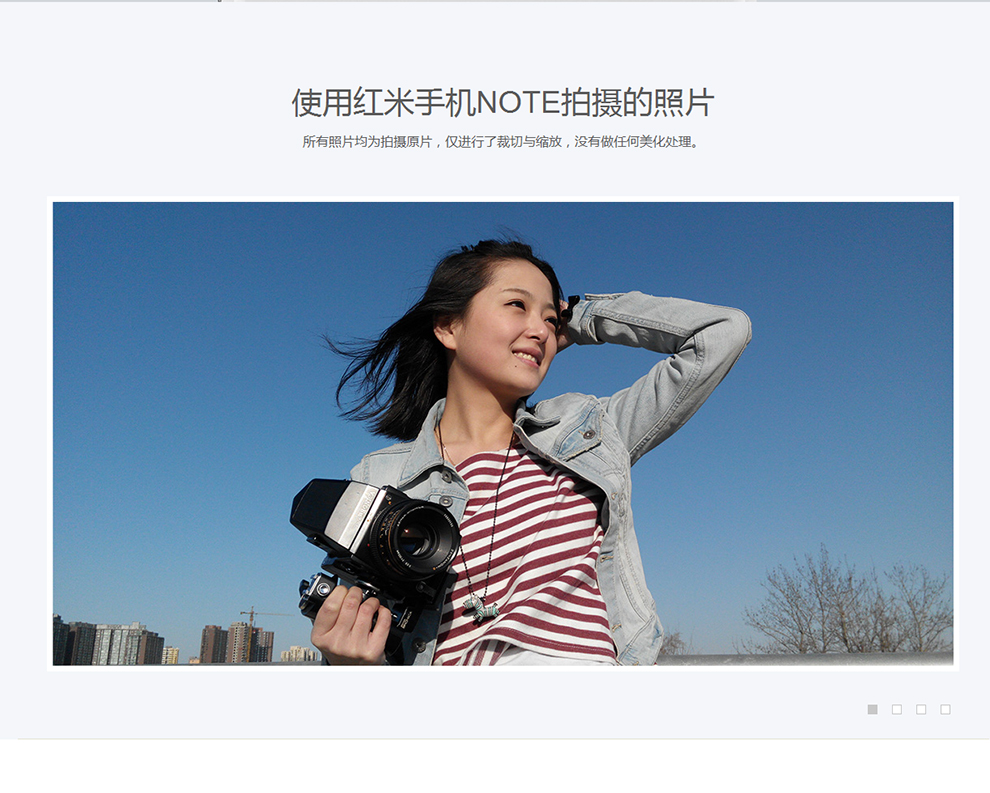 使用红米手机NOTE拍摄的照片
所有照片均为拍摄原片，仅进行了裁切与缩放，没有做任何美化处理。